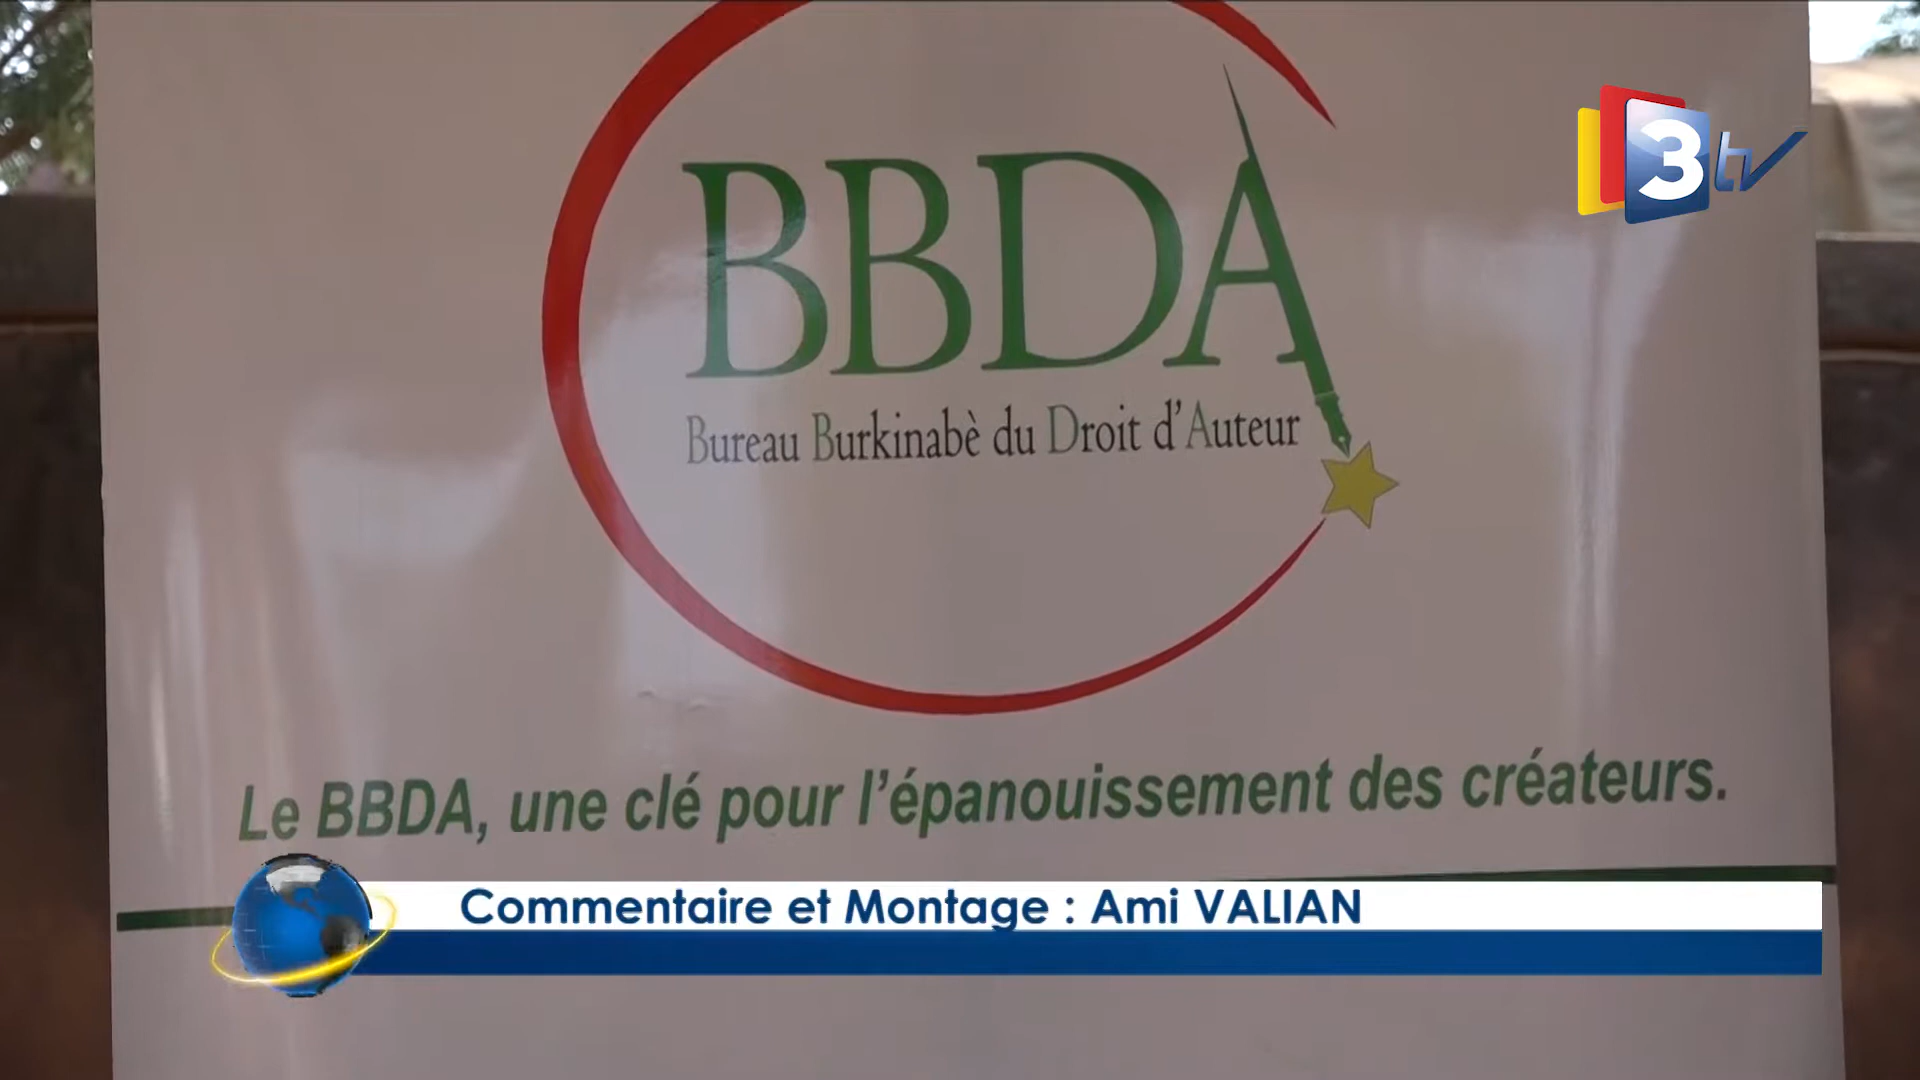 BBDA
3tv
Bureau Burkinabè du Droit d'Auteur
Le BBDA, une clé pour l'épanouissement des créateurs.
Commentaire et Montage : Ami VALIAN